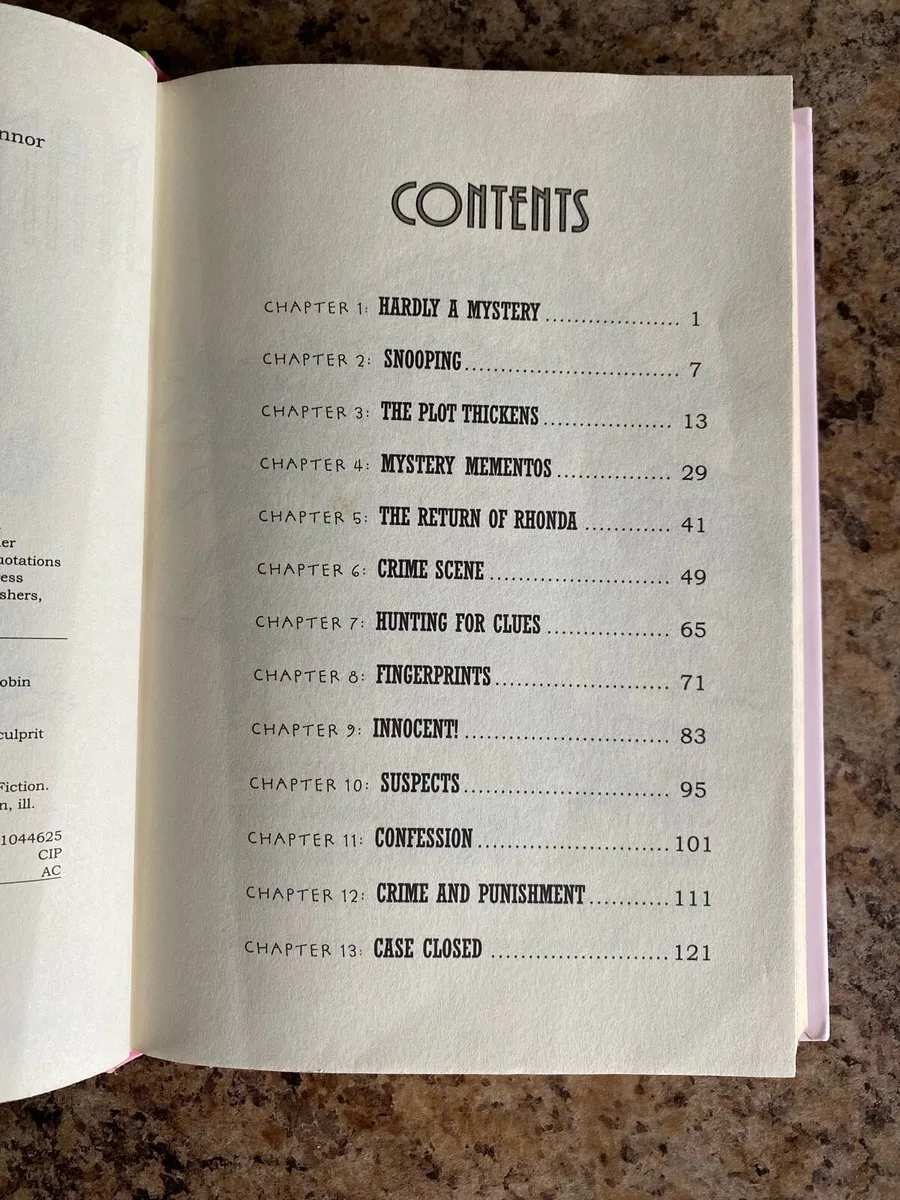 nnor
er
uotations
ess
shers,
obin
culprit
Fiction.
n, ill.
1044625
CIP
AC
CONTENTS
CHAPTER 1: HARDLY A MYSTERY .................... 1
CHAPTER 2: SNOOPING ................................ 7
CHAPTER 3: THE PLOT THICKENS ................... 13
CHAPTER 4: MYSTERY MEMENTOS ................. 29
CHAPTER 5: THE RETURN OF RHONDA ............ 41
CHAPTER 6: CRIME SCENE ........................... 49
CHAPTER 7: HUNTING FOR CLUES .................. 65
CHAPTER 8: FINGERPRINTS .......................... 71
CHAPTER 9: INNOCENT! .............................. 83
CHAPTER 10: SUSPECTS .............................. 95
CHAPTER 11: CONFESSION ............................ 101
CHAPTER 12: CRIME AND PUNISHMENT ........... 111
CHAPTER 13: CASE CLOSED .......................... 121